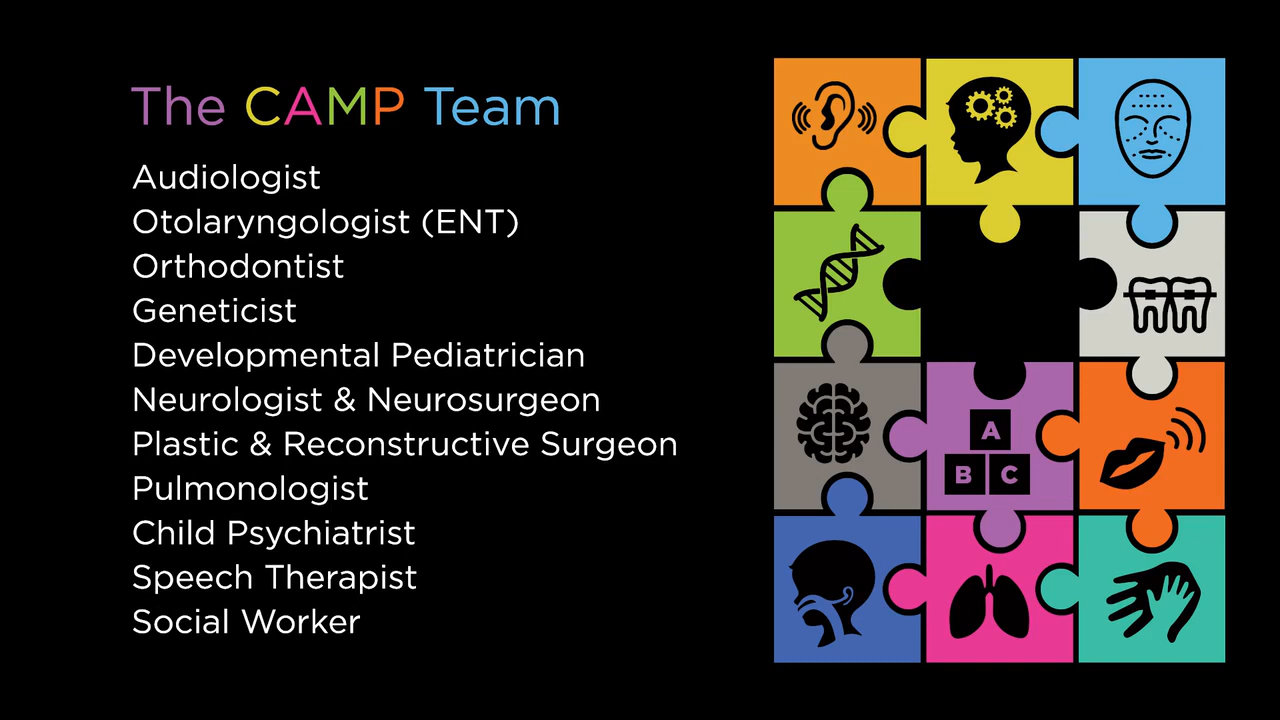 The CAMP Team
Audiologist
Otolaryngologist (ENT)
Orthodontist
Geneticist
Developmental Pediatrician
Neurologist & Neurosurgeon
Plastic & Reconstructive Surgeon
Pulmonologist
Child Psychiatrist
Speech Therapist
Social Worker
A
B C